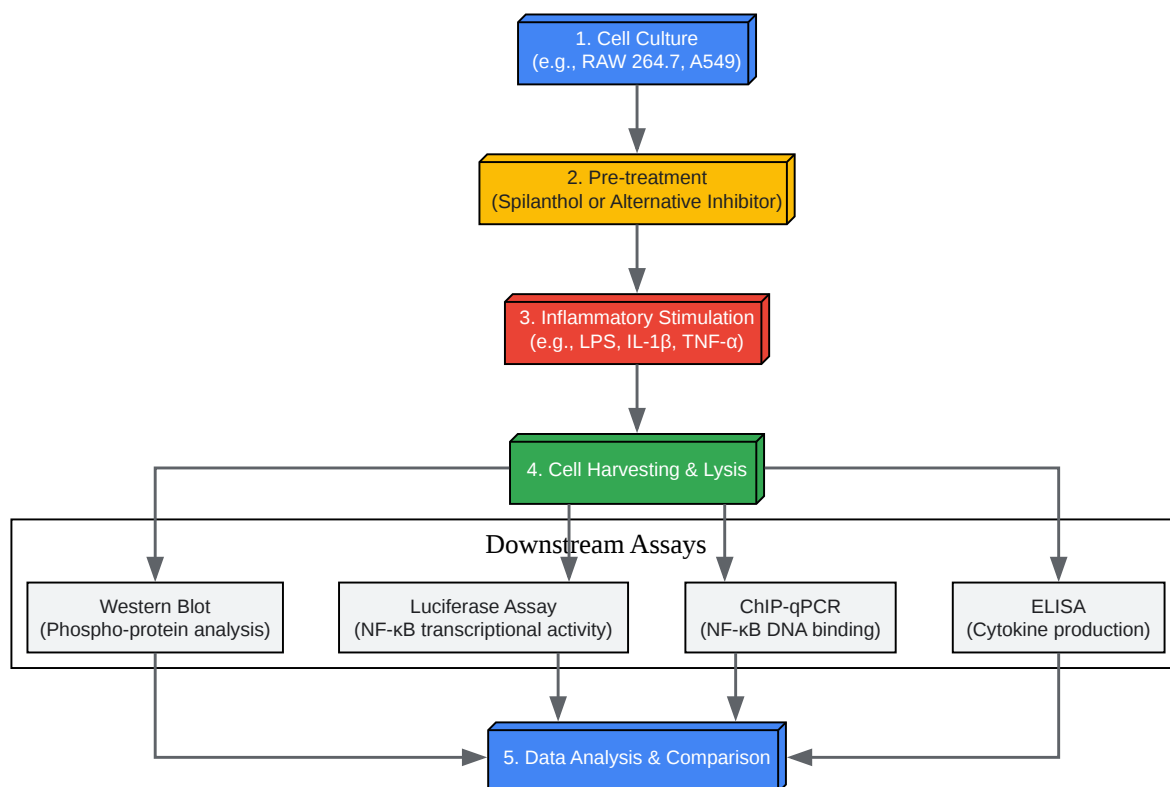 1. Cell Culture
(e.g., RAW 264.7, A549)
2. Pre-treatment
(Spilanthol or Alternative Inhibitor)
3. Inflammatory Stimulation
(e.g., LPS, IL-1β, TNF-α)
4. Cell Harvesting & Lysis
Downstream Assays
Western Blot
(Phospho-protein analysis)
Luciferase Assay
(NF-κB transcriptional activity)
ChIP-qPCR
(NF-κB DNA binding)
ELISA
(Cytokine production)
5. Data Analysis & Comparison